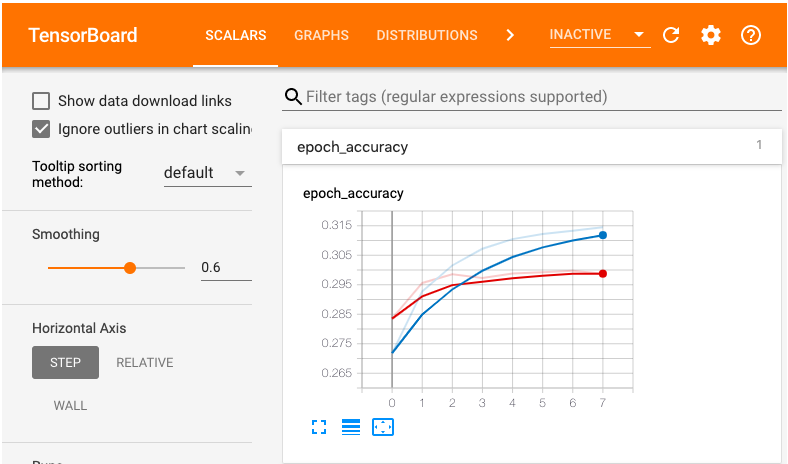 TensorBoard
SCALARS GRAPHS DISTRIBUTIONS INACTIVE
Show data download links
Ignore outliers in chart scalin
Tooltip sorting
method:
default
Smoothing
0.6
Horizontal Axis
STEP RELATIVE
WALL
Filter tags (regular expressions supported)
epoch_accuracy 1
epoch_accuracy
0.315
0.305
0.295
0.285
0.275
0.265
0 1 2 3 4 5 6 7